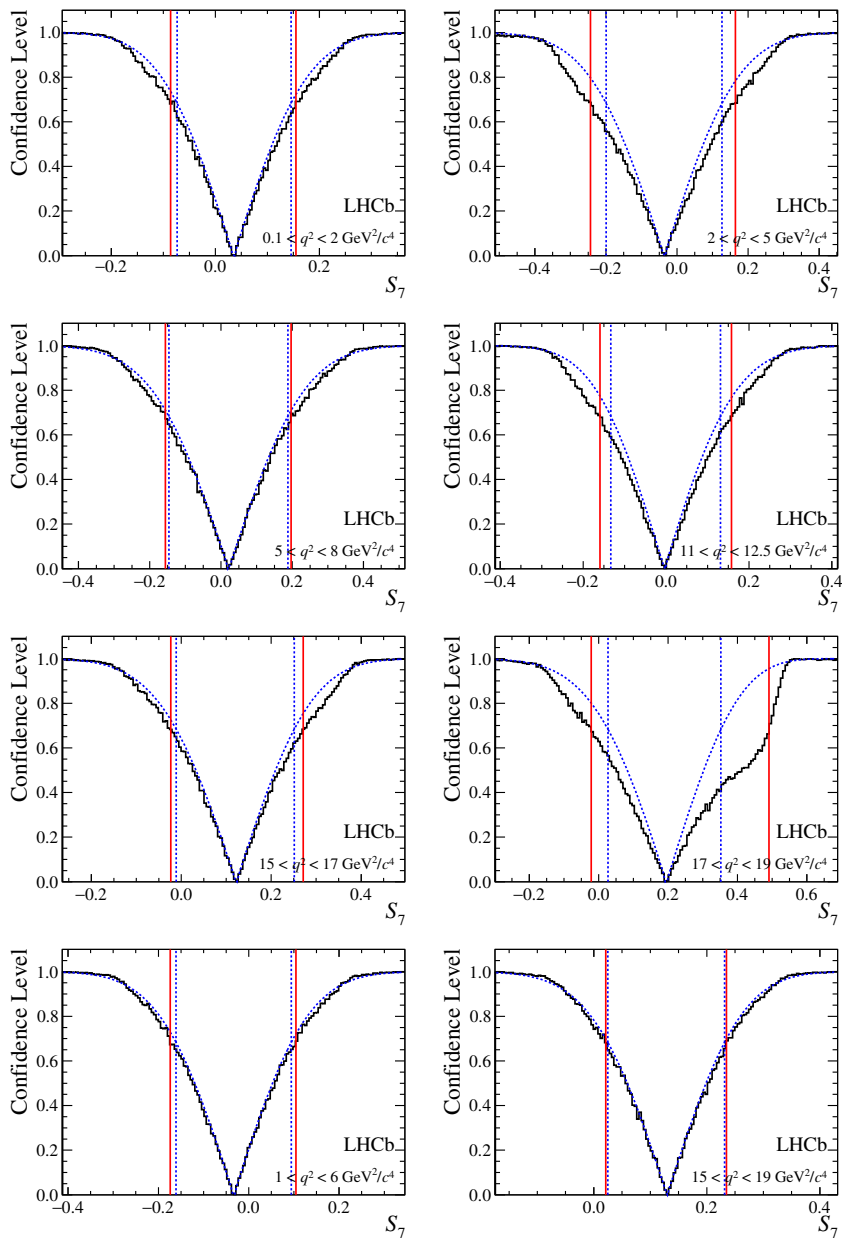 Confidence Level
1.0
0.8
0.6
0.4
0.2
0.0
LHCb
0.1 < q² < 2 GeV²/c⁴
−0.2 0.0 0.2
S₇
Confidence Level
1.0
0.8
0.6
0.4
0.2
0.0
LHCb
2 < q² < 5 GeV²/c⁴
−0.4 −0.2 0.0 0.2 0.4
S₇
Confidence Level
1.0
0.8
0.6
0.4
0.2
0.0
LHCb
5 < q² < 8 GeV²/c⁴
−0.4 −0.2 0.0 0.2 0.4
S₇
Confidence Level
1.0
0.8
0.6
0.4
0.2
0.0
LHCb
11 < q² < 12.5 GeV²/c⁴
−0.4 −0.2 0.0 0.2 0.4
S₇
Confidence Level
1.0
0.8
0.6
0.4
0.2
0.0
LHCb
15 < q² < 17 GeV²/c⁴
−0.2 0.0 0.2 0.4
S₇
Confidence Level
1.0
0.8
0.6
0.4
0.2
0.0
LHCb
17 < q² < 19 GeV²/c⁴
−0.2 0.0 0.2 0.4 0.6
S₇
Confidence Level
1.0
0.8
0.6
0.4
0.2
0.0
LHCb
1 < q² < 6 GeV²/c⁴
−0.4 −0.2 0.0 0.2
S₇
Confidence Level
1.0
0.8
0.6
0.4
0.2
0.0
LHCb
15 < q² < 19 GeV²/c⁴
0.0 0.2 0.4
S₇